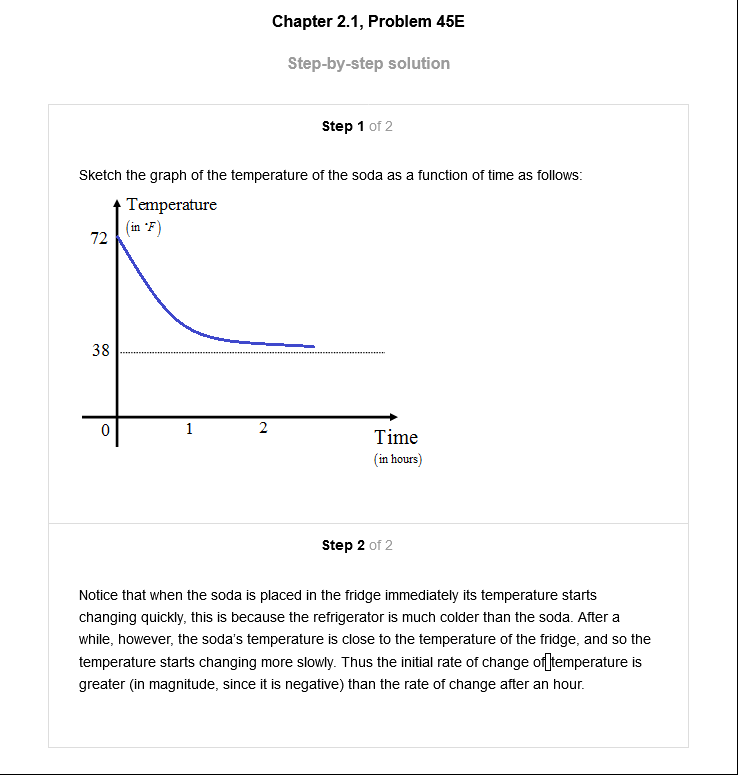 Chapter 2.1, Problem 45E
Step-by-step solution
Step 1 of 2
Sketch the graph of the temperature of the soda as a function of time as follows:
Temperature
(in °F)
72
38
0
1
2
Time
(in hours)
Step 2 of 2
Notice that when the soda is placed in the fridge immediately its temperature starts
changing quickly, this is because the refrigerator is much colder than the soda. After a
while, however, the soda's temperature is close to the temperature of the fridge, and so the
temperature starts changing more slowly. Thus the initial rate of change of temperature is
greater (in magnitude, since it is negative) than the rate of change after an hour.